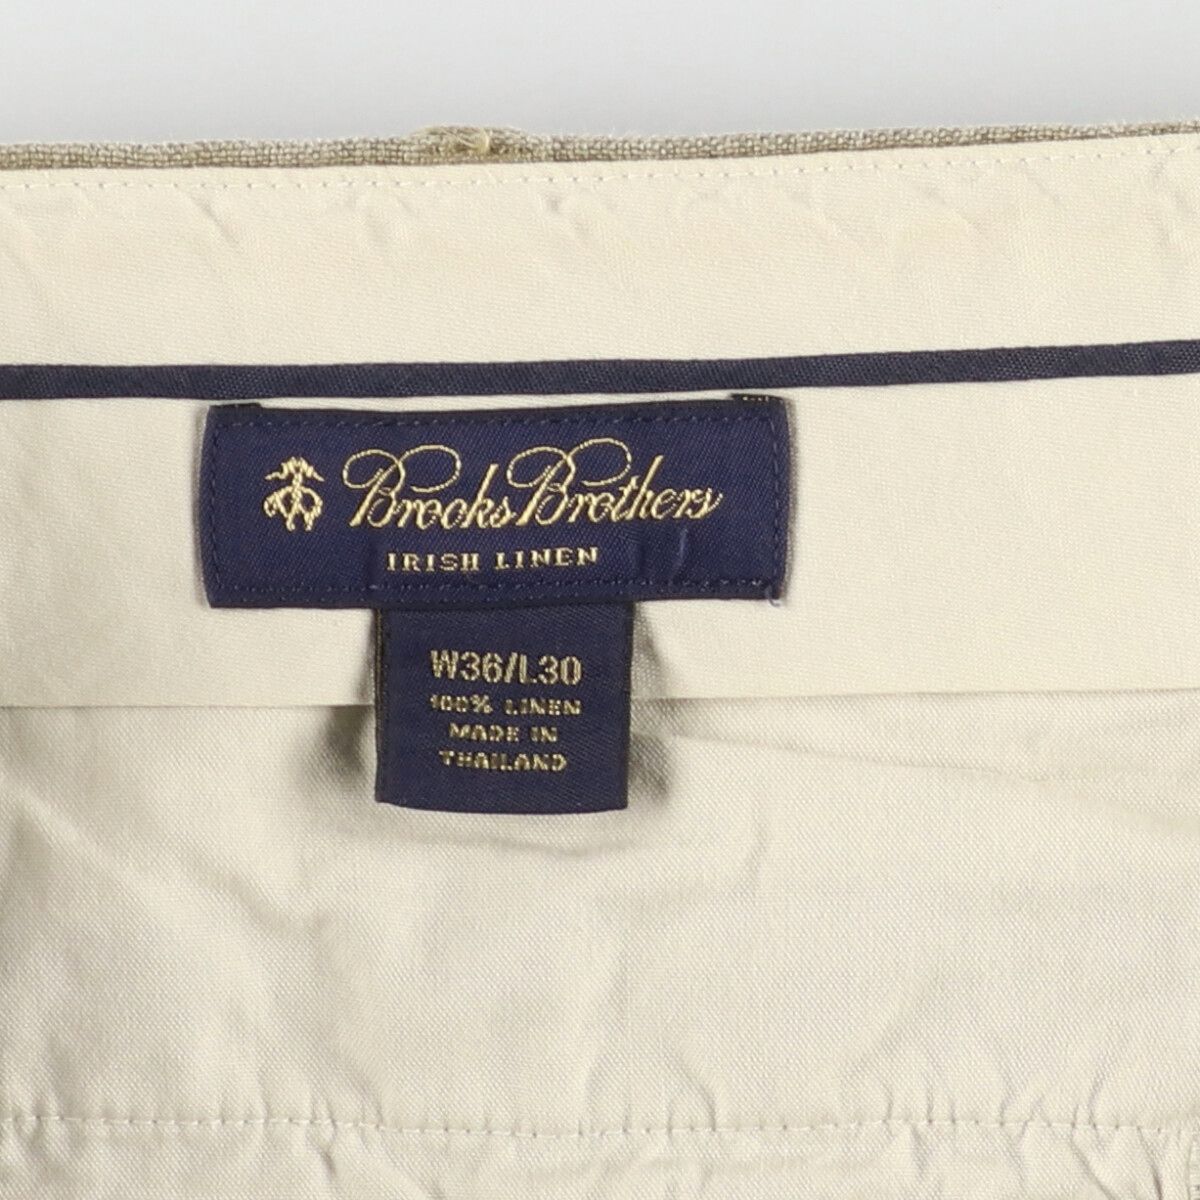 Brooks Brothers
IRISH LINEN
W36/L30
100% LINEN
MADE IN
THAILAND